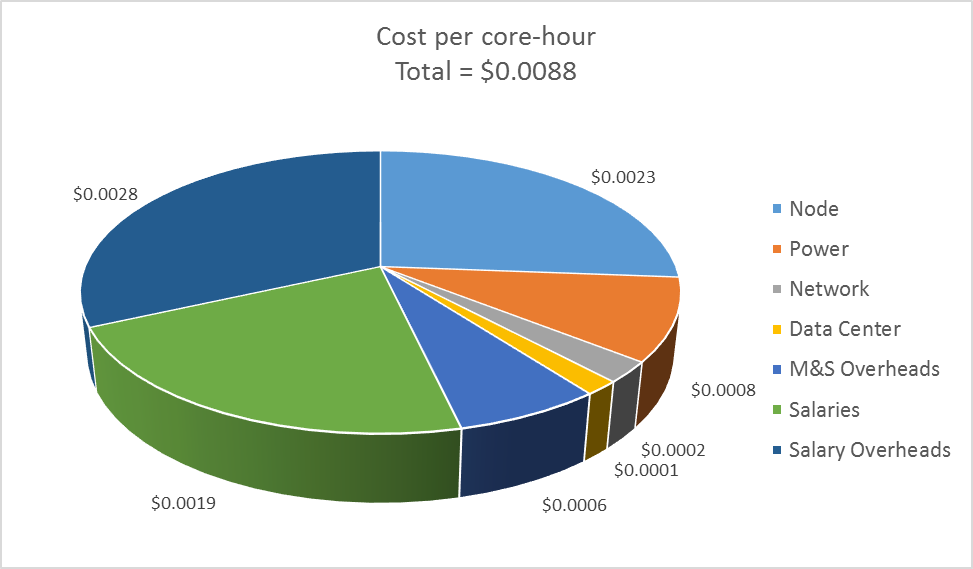 Cost per core-hour
Total = $0.0088
$0.0028
$0.0023
Node
Power
Network
Data Center
M&S Overheads
Salaries
Salary Overheads
$0.0008
$0.0002
$0.0001
$0.0006
$0.0019